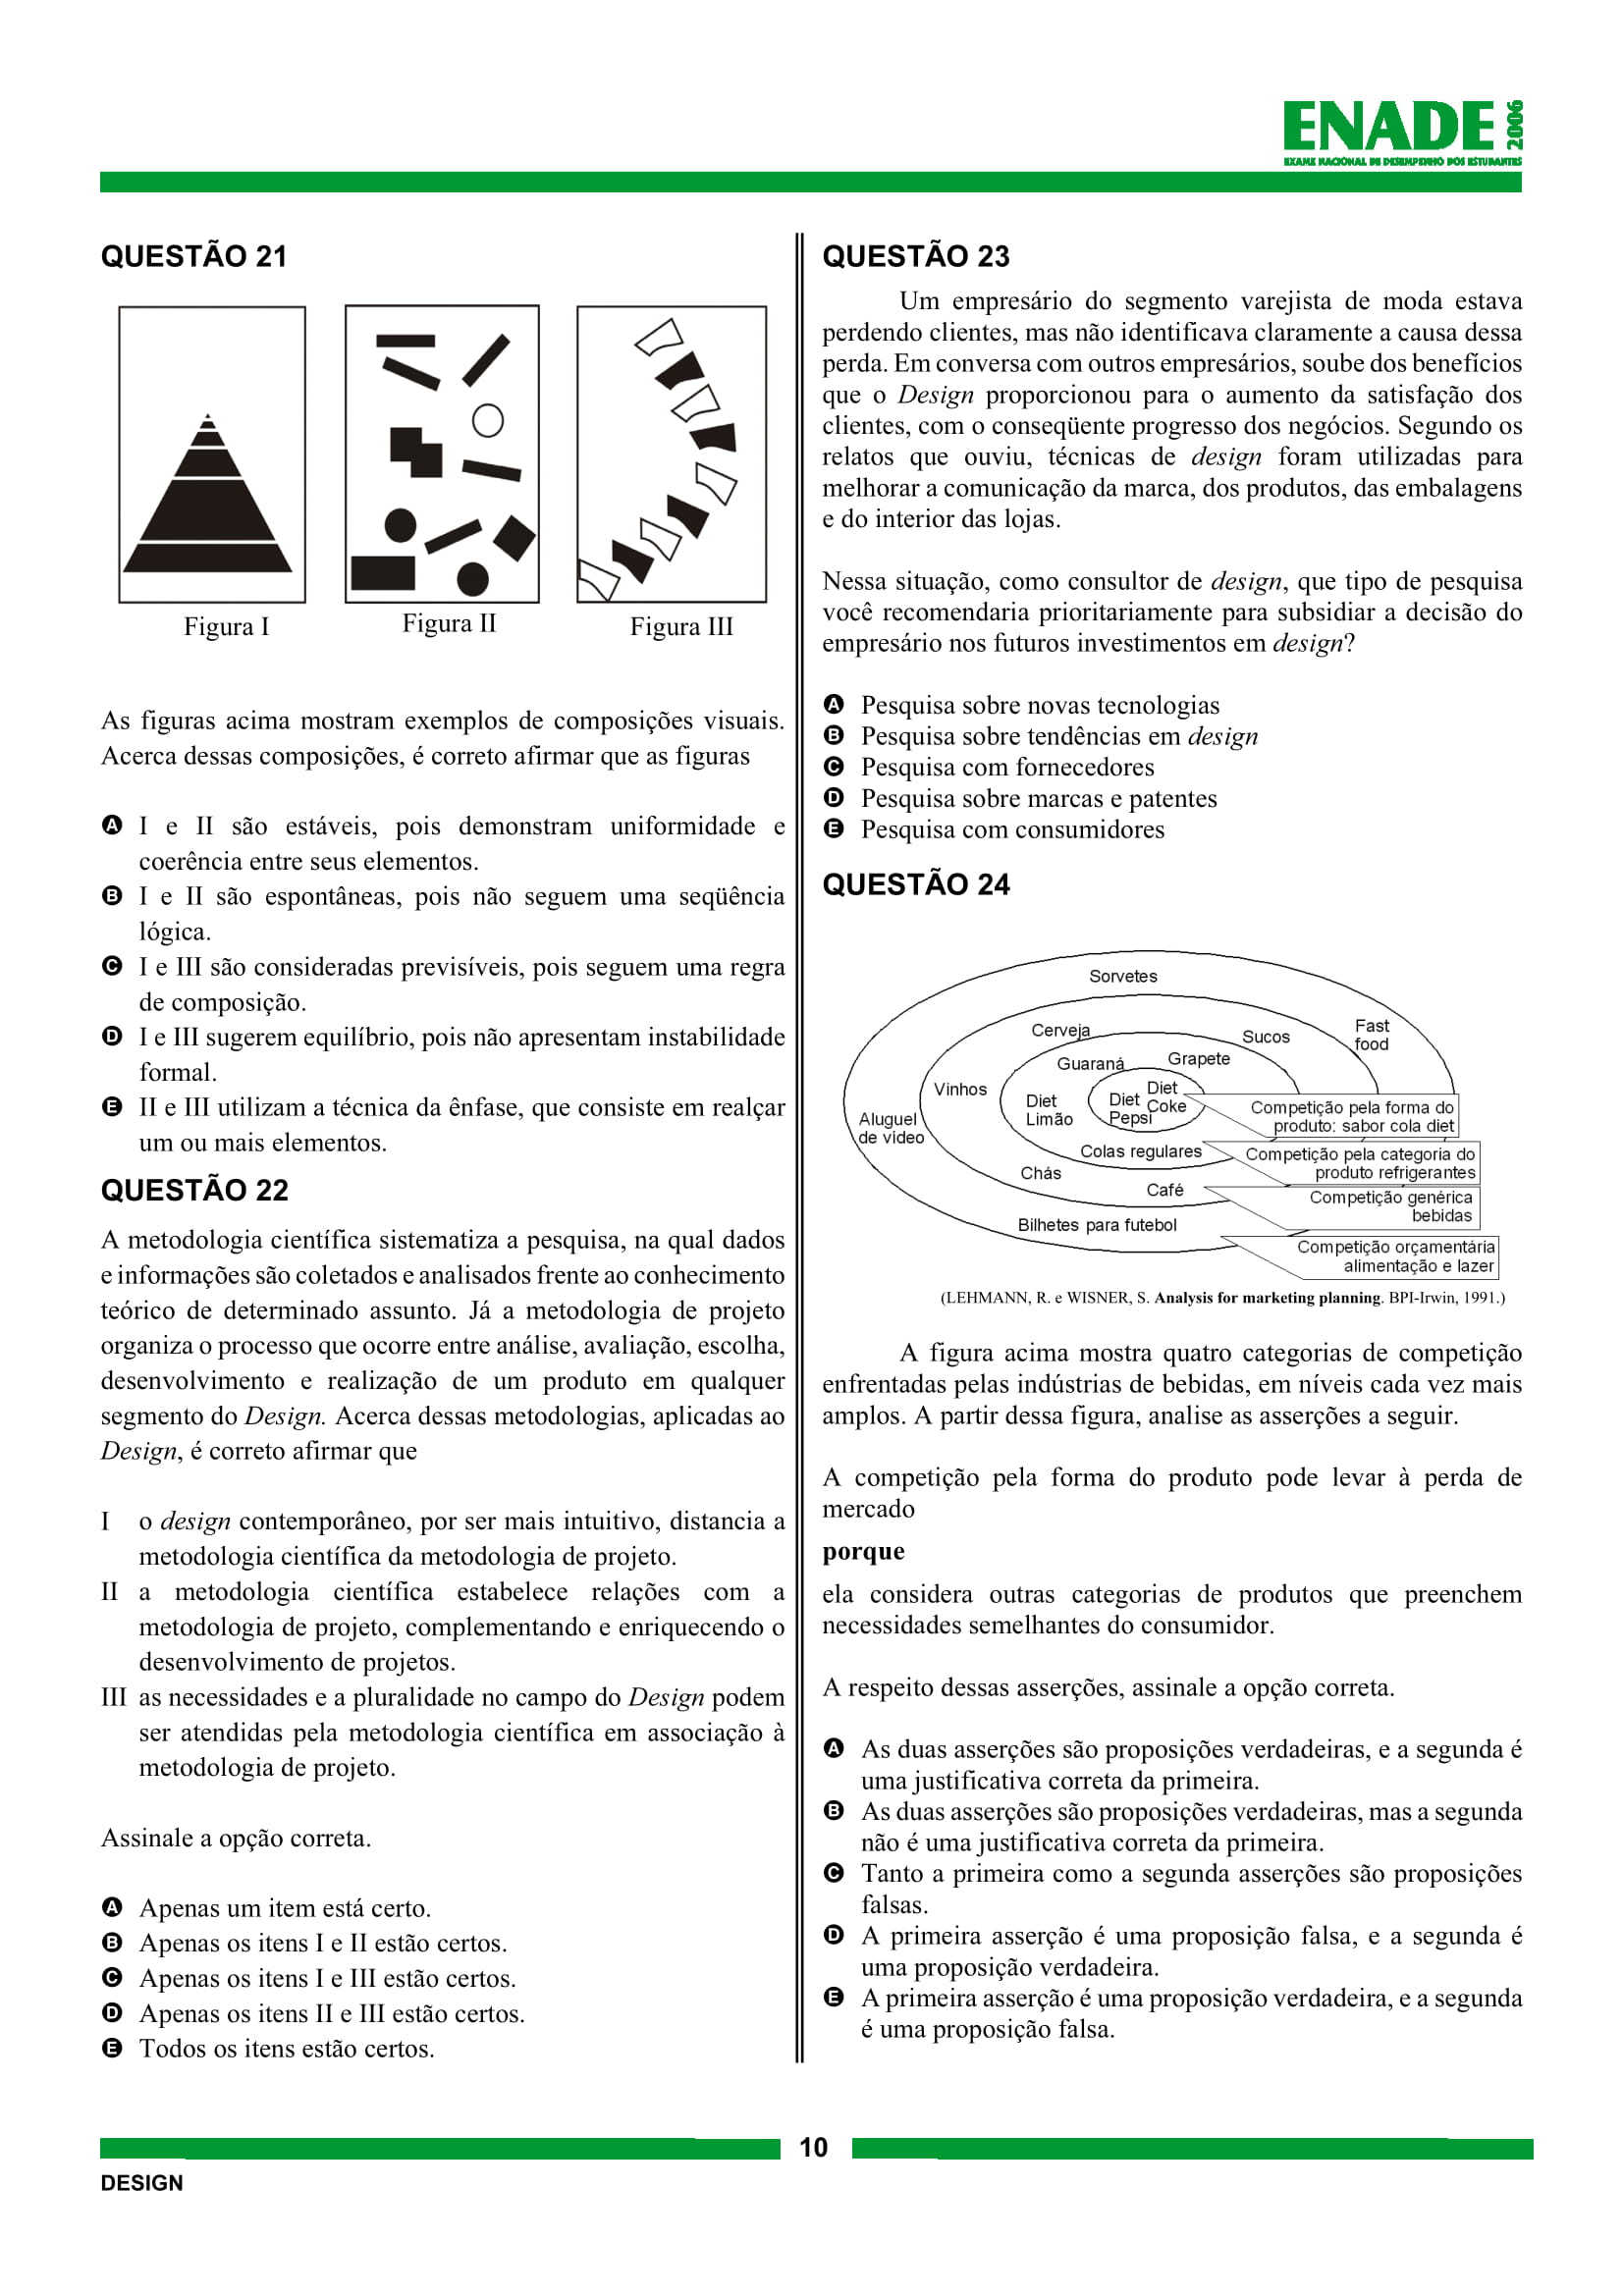 ENADE 2006
EXAME NACIONAL DE DESEMPENHO DOS ESTUDANTES
QUESTÃO 21
Figura I
Figura II
Figura III
As figuras acima mostram exemplos de composições visuais.
Acerca dessas composições, é correto afirmar que as figuras
A I e II são estáveis, pois demonstram uniformidade e
coerência entre seus elementos.
B I e II são espontâneas, pois não seguem uma seqüência
lógica.
C I e III são consideradas previsíveis, pois seguem uma regra
de composição.
D I e III sugerem equilíbrio, pois não apresentam instabilidade
formal.
E II e III utilizam a técnica da ênfase, que consiste em realçar
um ou mais elementos.
QUESTÃO 22
A metodologia científica sistematiza a pesquisa, na qual dados
e informações são coletados e analisados frente ao conhecimento
teórico de determinado assunto. Já a metodologia de projeto
organiza o processo que ocorre entre análise, avaliação, escolha,
desenvolvimento e realização de um produto em qualquer
segmento do Design. Acerca dessas metodologias, aplicadas ao
Design, é correto afirmar que
I o design contemporâneo, por ser mais intuitivo, distancia a
metodologia científica da metodologia de projeto.
II a metodologia científica estabelece relações com a
metodologia de projeto, complementando e enriquecendo o
desenvolvimento de projetos.
III as necessidades e a pluralidade no campo do Design podem
ser atendidas pela metodologia científica em associação à
metodologia de projeto.
Assinale a opção correta.
A Apenas um item está certo.
B Apenas os itens I e II estão certos.
C Apenas os itens I e III estão certos.
D Apenas os itens II e III estão certos.
E Todos os itens estão certos.
QUESTÃO 23
Um empresário do segmento varejista de moda estava
perdendo clientes, mas não identificava claramente a causa dessa
perda. Em conversa com outros empresários, soube dos benefícios
que o Design proporcionou para o aumento da satisfação dos
clientes, com o conseqüente progresso dos negócios. Segundo os
relatos que ouviu, técnicas de design foram utilizadas para
melhorar a comunicação da marca, dos produtos, das embalagens
e do interior das lojas.
Nessa situação, como consultor de design, que tipo de pesquisa
você recomendaria prioritariamente para subsidiar a decisão do
empresário nos futuros investimentos em design?
A Pesquisa sobre novas tecnologias
B Pesquisa sobre tendências em design
C Pesquisa com fornecedores
D Pesquisa sobre marcas e patentes
E Pesquisa com consumidores
QUESTÃO 24
Sorvetes
Cerveja
Sucos
Fast
food
Guaraná
Grapete
Vinhos
Diet
Limão
Diet
Pepsi
Diet
Coke
Aluguel
de vídeo
Colas regulares
Chás
Café
Bilhetes para futebol
Competição pela forma do
produto: sabor cola diet
Competição pela categoria do
produto refrigerantes
Competição genérica
bebidas
Competição orçamentária
alimentação e lazer
(LEHMANN, R. e WISNER, S. Analysis for marketing planning. BPI-Irwin, 1991.)
A figura acima mostra quatro categorias de competição
enfrentadas pelas indústrias de bebidas, em níveis cada vez mais
amplos. A partir dessa figura, analise as asserções a seguir.
A competição pela forma do produto pode levar à perda de
mercado
porque
ela considera outras categorias de produtos que preenchem
necessidades semelhantes do consumidor.
A respeito dessas asserções, assinale a opção correta.
A As duas asserções são proposições verdadeiras, e a segunda é
uma justificativa correta da primeira.
B As duas asserções são proposições verdadeiras, mas a segunda
não é uma justificativa correta da primeira.
C Tanto a primeira como a segunda asserções são proposições
falsas.
D A primeira asserção é uma proposição falsa, e a segunda é
uma proposição verdadeira.
E A primeira asserção é uma proposição verdadeira, e a segunda
é uma proposição falsa.
10
DESIGN